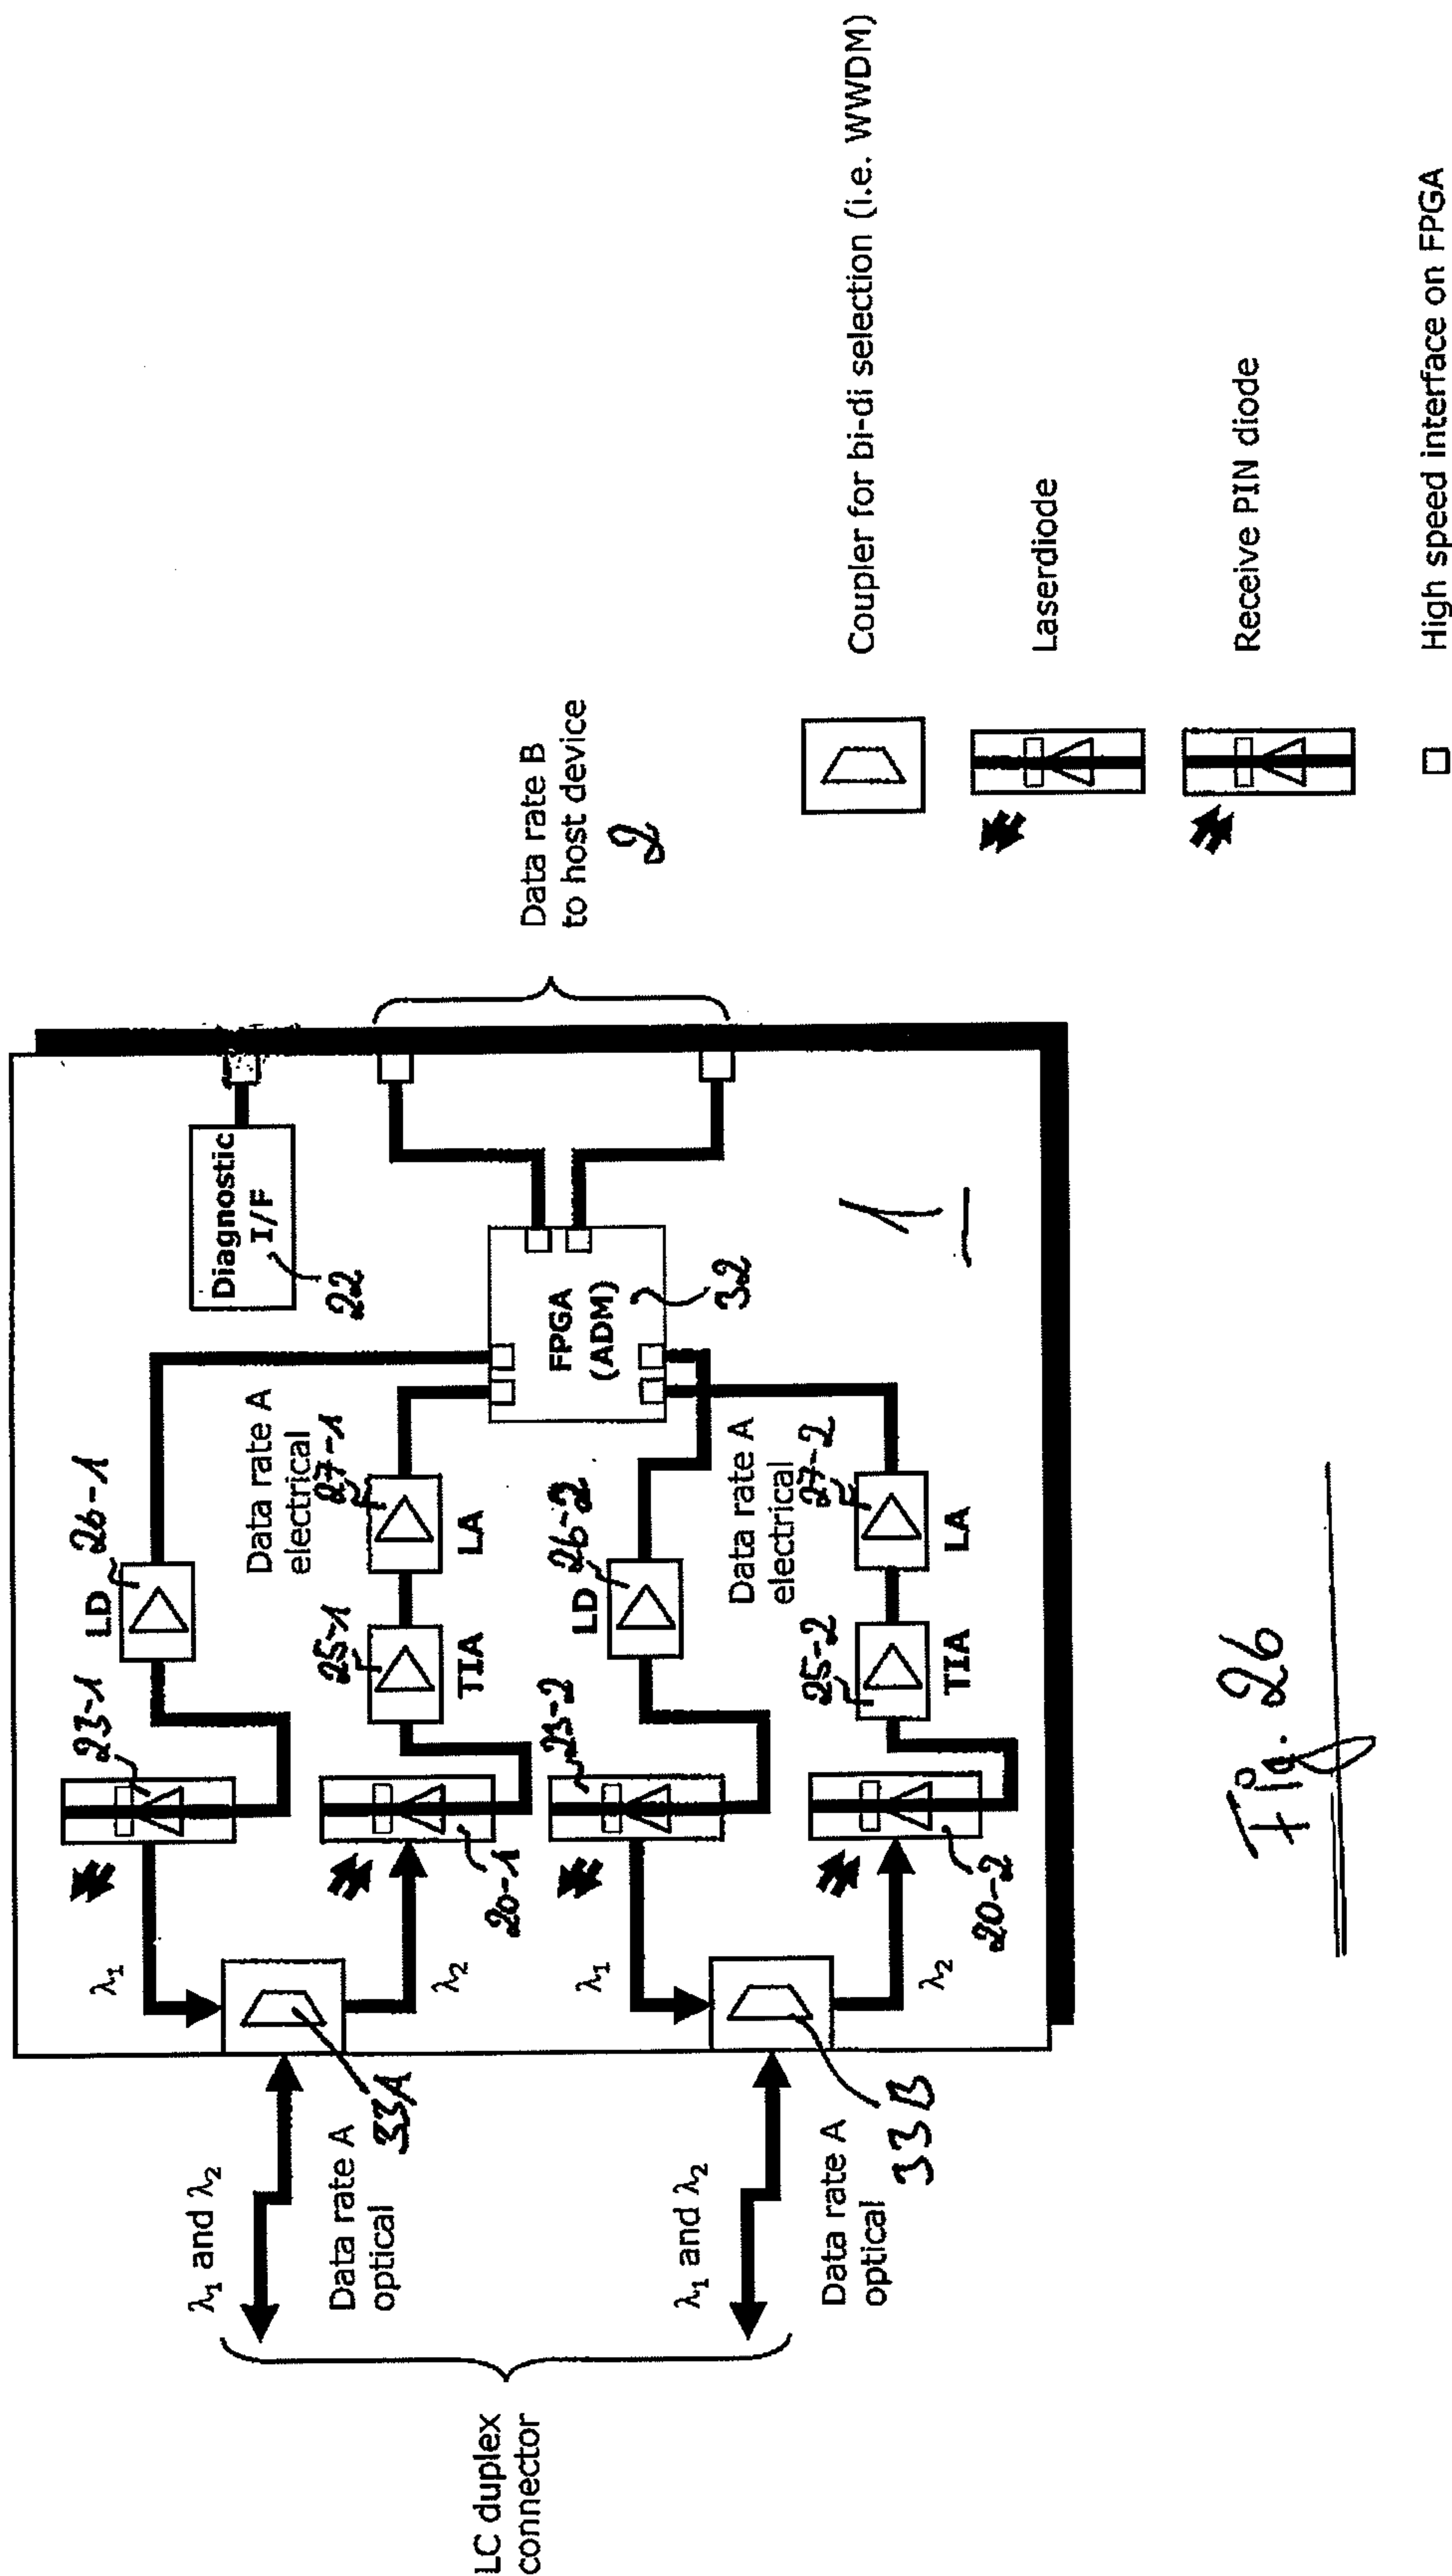 Diagnostic
I/F
22
LD
26-1
23-1
λ₁
Data rate A
electrical
27-1
25-1
TIA
LA
20-1
λ₂
λ₁ and λ₂
33A
Data rate A
optical
LC duplex
connector
FPGA
(ADM)
32
Data rate B
to host device
2
LD
26-2
23-2
λ₁
Data rate A
electrical
27-2
25-2
TIA
LA
20-2
λ₂
λ₁ and λ₂
33B
Data rate A
optical
1
Coupler for bi-di selection (i.e. WWDM)
Laserdiode
Receive PIN diode
High speed interface on FPGA
Fig. 26